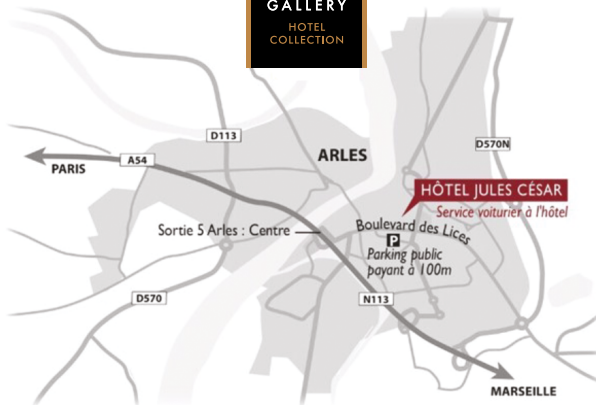 GALLERY
HOTEL
COLLECTION
D113
ARLES
D570N
A54
PARIS
HÔTEL JULES CÉSAR
Service voiturier à l'hôtel
Sortie 5 Arles : Centre
Boulevard des Lices
P
Parking public
payant à 100m
D570
N113
MARSEILLE